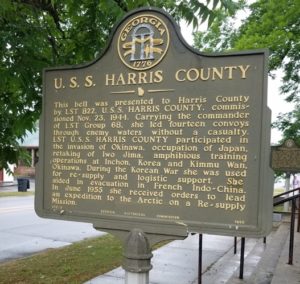 GEORGIA
1776
U. S. S. HARRIS COUNTY
This bell was presented to Harris County
by LST 822, U.S.S. HARRIS COUNTY, commis-
sioned Nov. 23, 1944. Carrying the commander
of LST Group 68, she led fourteen convoys
through enemy waters without a casualty.
LST U.S.S. HARRIS COUNTY participated in
the invasion of Okinawa, occupation of Japan,
retaking of Iwo Jima, amphibious training
operations at Inchon, Korea and Kimmu Wan,
Okinawa. During the Korean War she was used
for re-supply and logistic support. She
aided in evacuation in French Indo-China.
In June 1955 she received orders to lead
an expedition to the Arctic on a Re-supply
Mission.
GEORGIA HISTORICAL COMMISSION